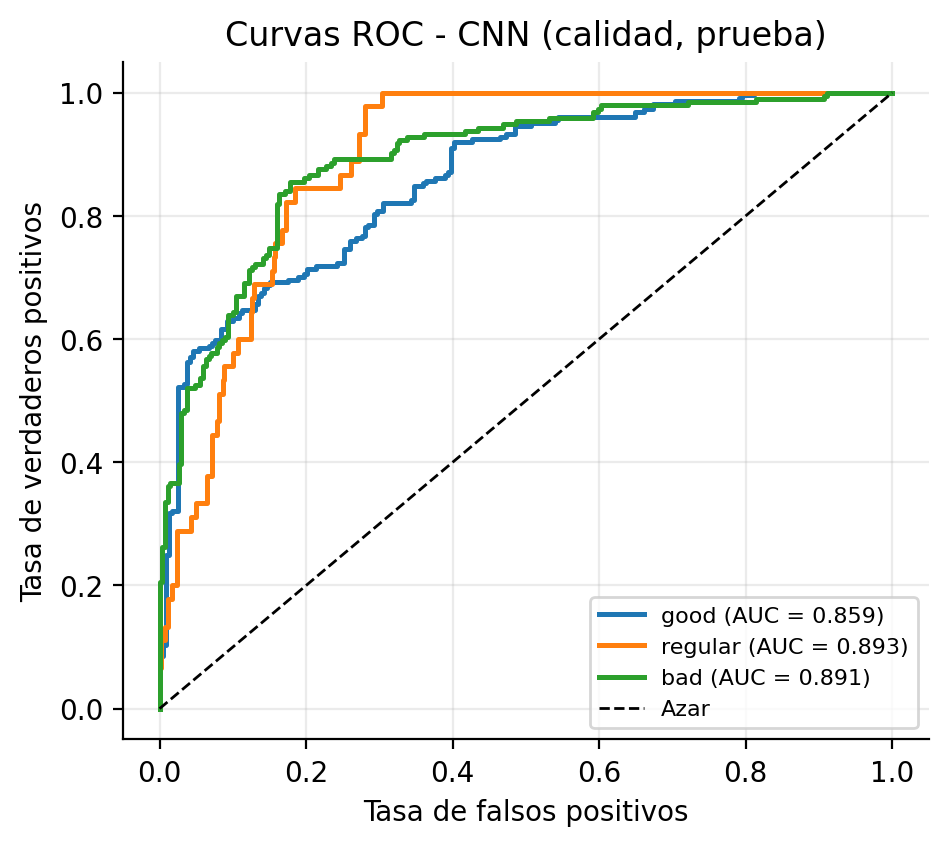 Curvas ROC - CNN (calidad, prueba)
Tasa de verdaderos positivos
1.0
0.8
0.6
0.4
0.2
0.0
good (AUC = 0.859)
regular (AUC = 0.893)
bad (AUC = 0.891)
Azar
0.0 0.2 0.4 0.6 0.8 1.0
Tasa de falsos positivos